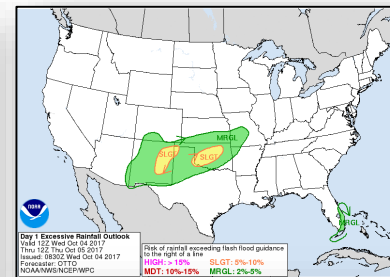 MRGL
SLGT
SLGT
MRGL
NOAA
Day 1 Excessive Rainfall Outlook
Valid 12Z Wed Oct 04 2017
Thru 12Z Thu Oct 05 2017
Issued: 0830Z Wed Oct 04 2017
Forecaster: OTTO
NOAA/NWS/NCEP/WPC
Risk of rainfall exceeding flash flood guidance
to the right of a line
HIGH: > 15% SLGT: 5%-10%
MDT: 10%-15% MRGL: 2%-5%